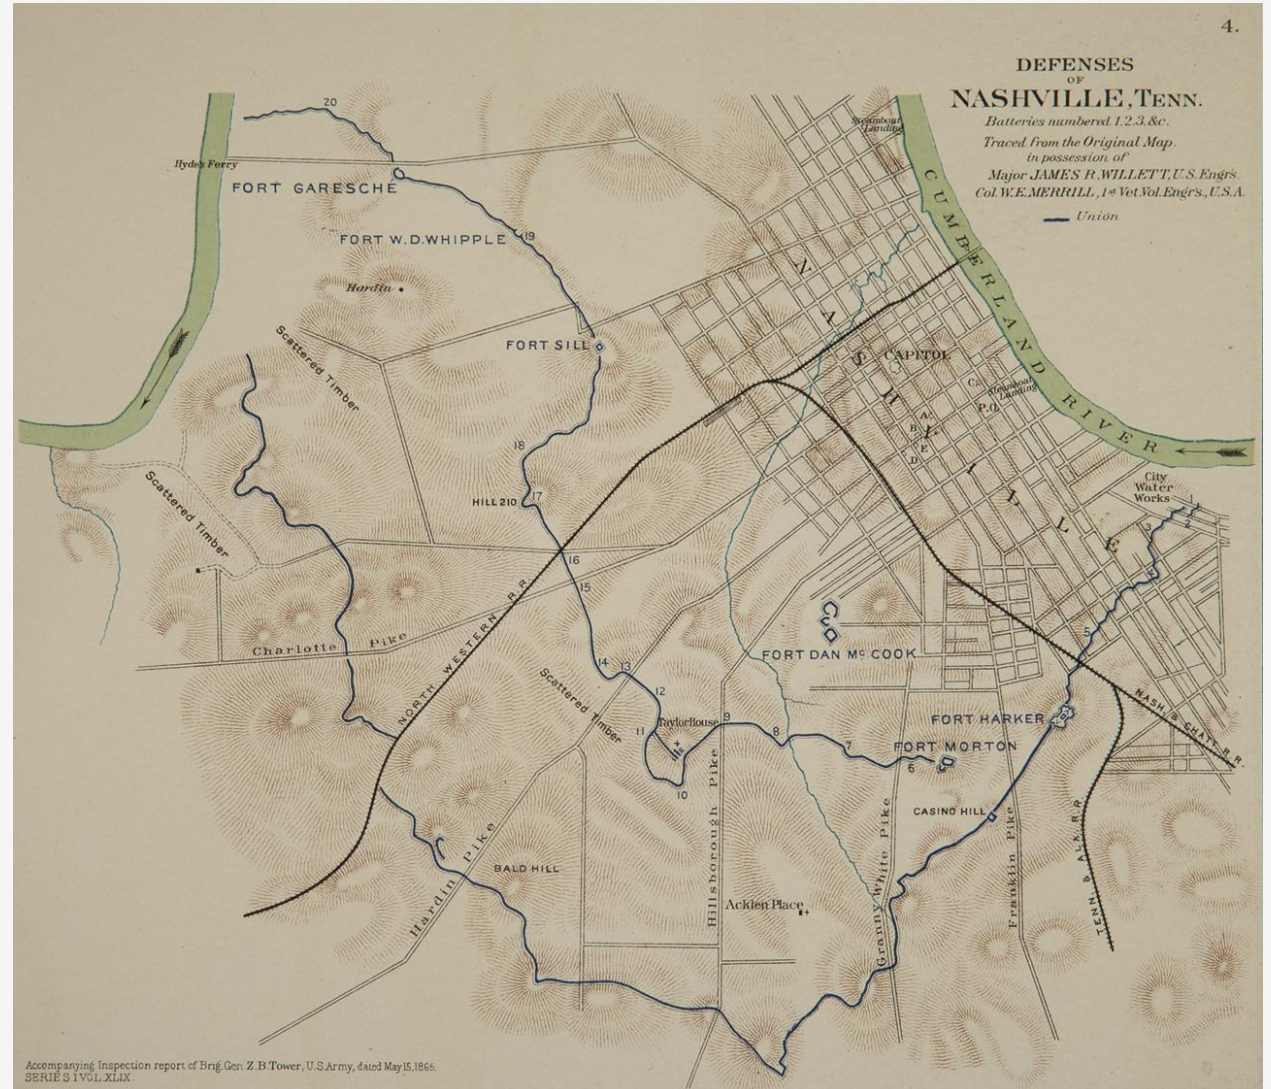 4.
DEFENSES
OF
NASHVILLE, TENN.
Batteries numbered 1.2.3.&c.
Traced from the Original Map.
in possession of
Major JAMES R. WILLETT, U.S. Engrs.
Col. W.E. MERRILL, 1st Vet. Vol. Engrs., U.S.A.
Union
20
Steamboat
Landing
Hyde's Ferry
FORT GARESCHE
CUMBERLAND RIVER
FORT W.D. WHIPPLE
19
NASHVILLE
Hardin
Scattered Timber
FORT SILL
CAPITOL
C.
Steamboat
Landing
P.O.
A.
B.
E
D
18
Scattered Timber
City
Water
Works
HILL 210
17
1
2
3
16
15
5
NORTH WESTERN R.R.
Charlotte Pike
FORT DAN McCOOK
14
13
Scattered Timber
12
NASH. & CHATT. R.R.
Taylor House
9
FORT HARKER
11
8
7
FORT MORTON
6
10
Hillsborough Pike
CASINO HILL
Granny White Pike
Franklin Pike
TENN. & ALA. R.R.
Hardin Pike
BALD HILL
Acklen Place
Accompanying Inspection report of Brig. Gen. Z.B. Tower, U.S. Army, dated May 15, 1865.
SERIES 1 VOL. XLIX.